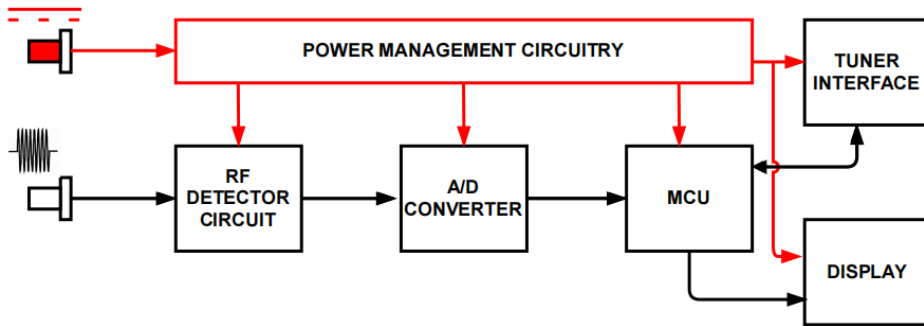 POWER MANAGEMENT CIRCUITRY
TUNER
INTERFACE
RF
DETECTOR
CIRCUIT
A/D
CONVERTER
MCU
DISPLAY